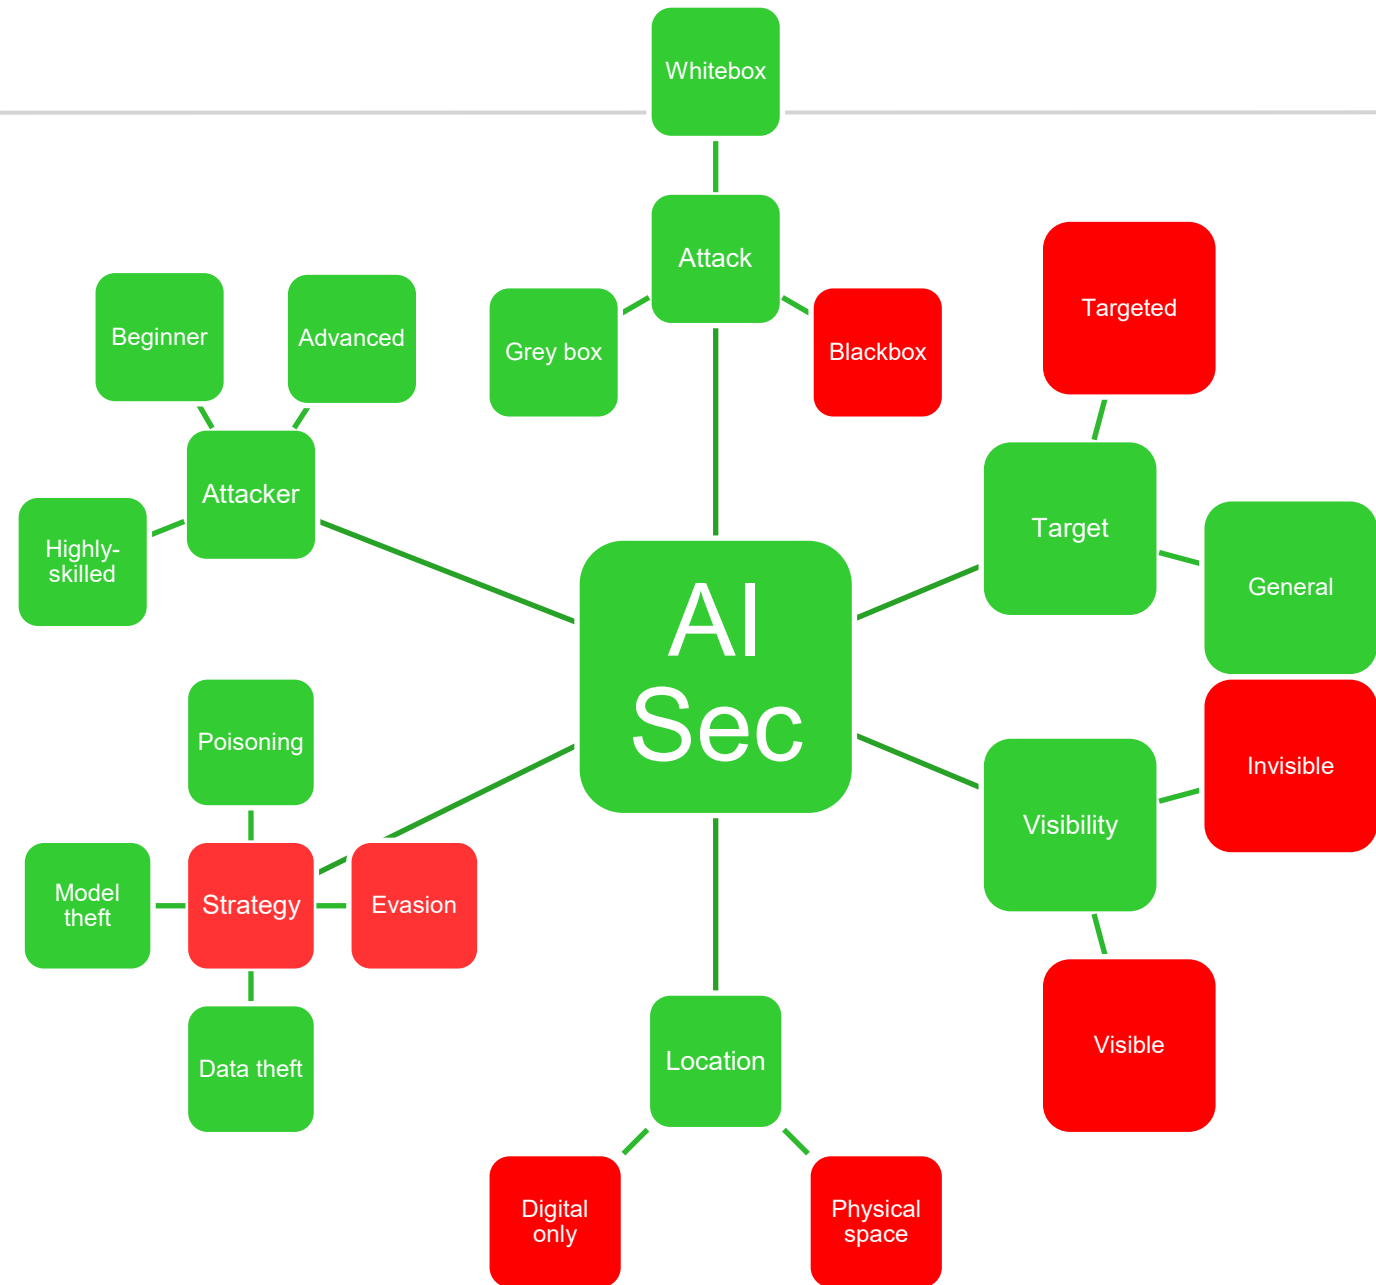 Whitebox
Attack
Grey box
Blackbox
Beginner
Advanced
Attacker
Highly-
skilled
Targeted
Target
General
AI
Sec
Invisible
Visibility
Visible
Poisoning
Model
theft
Strategy
Evasion
Data theft
Location
Digital
only
Physical
space